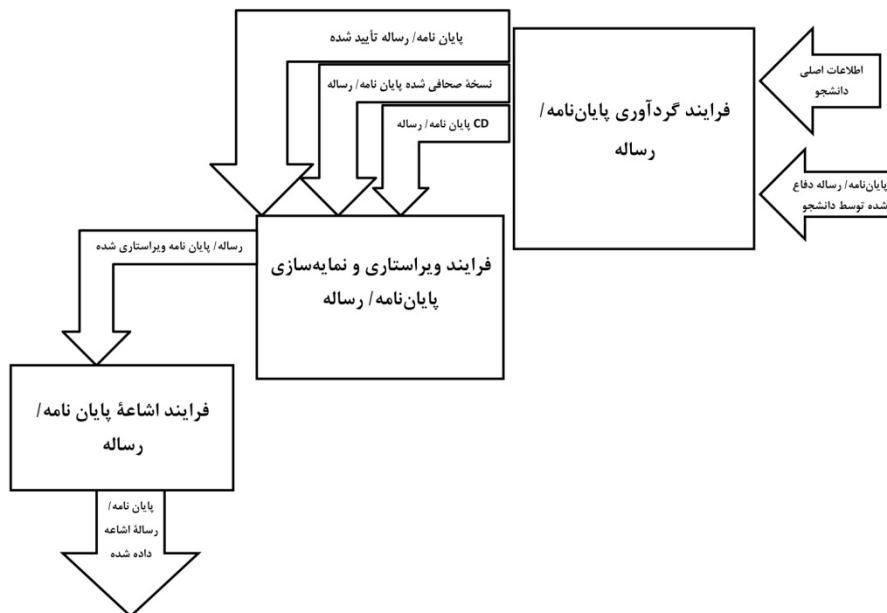 اطلاعات اصلی
دانشجو
پایان‌نامه/ رساله دفاع
شده توسط دانشجو
فرایند گردآوری پایان‌نامه/
رساله
پایان نامه/ رساله تأیید شده
نسخهٔ صحافی شده پایان نامه/ رساله
CD پایان نامه/ رساله
فرایند ویراستاری و نمایه‌سازی
پایان‌نامه/ رساله
رساله/ پایان نامه ویراستاری شده
فرایند اشاعهٔ پایان نامه/
رساله
پایان نامه/
رسالهٔ اشاعه
داده شده